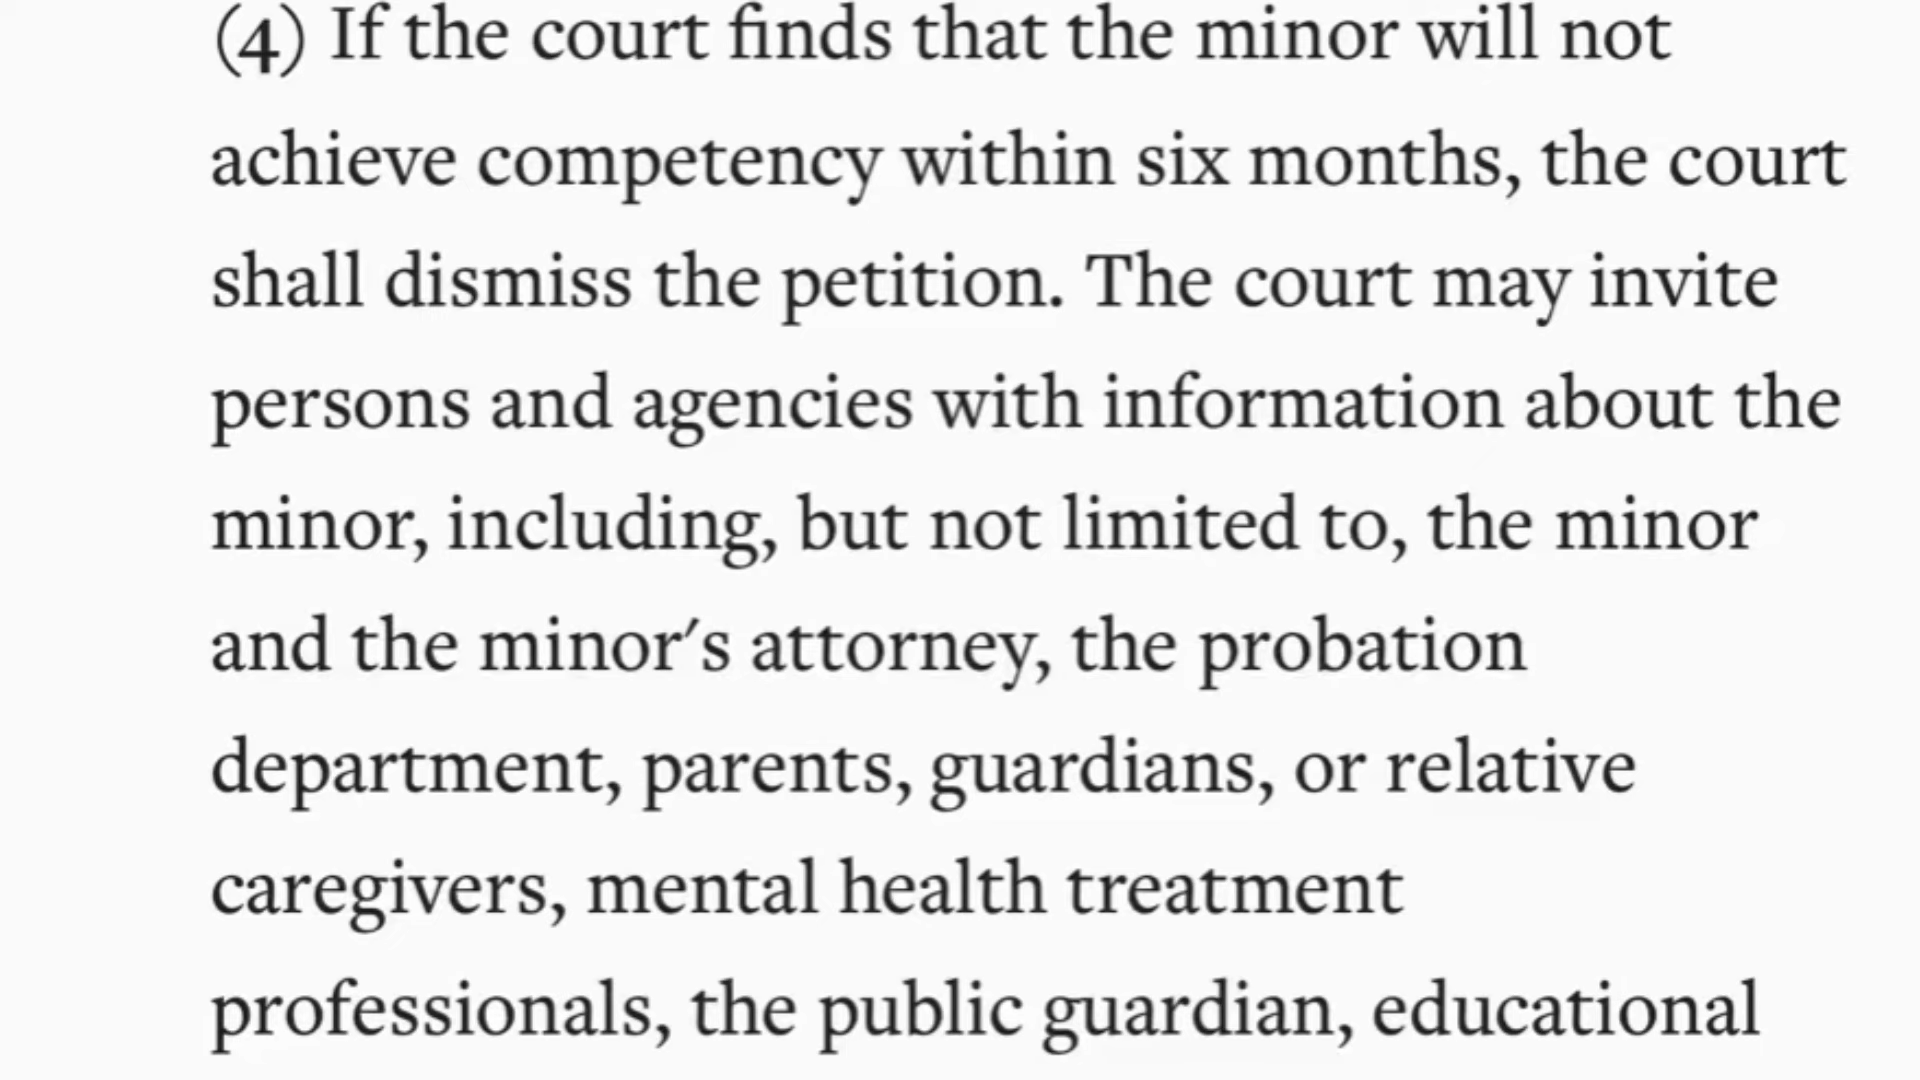 (4) If the court finds that the minor will not
achieve competency within six months, the court
shall dismiss the petition. The court may invite
persons and agencies with information about the
minor, including, but not limited to, the minor
and the minor's attorney, the probation
department, parents, guardians, or relative
caregivers, mental health treatment
professionals, the public guardian, educational